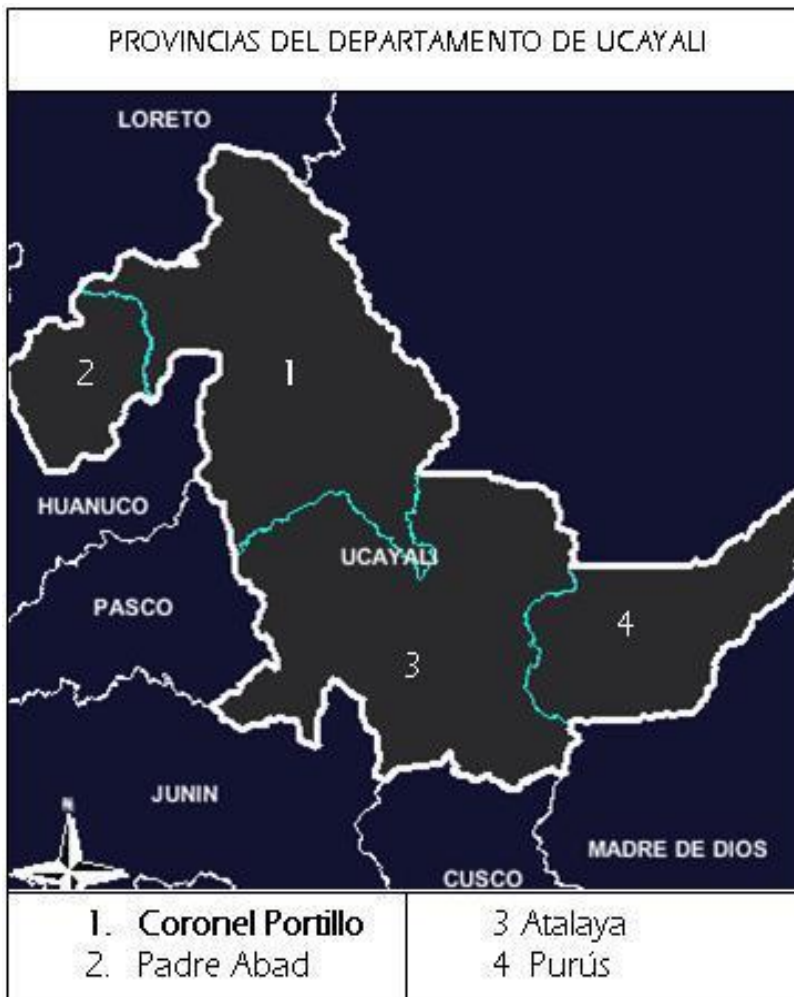 PROVINCIAS DEL DEPARTAMENTO DE UCAYALI
LORETO
2
1
HUANUCO
UCAYALI
PASCO
4
3
JUNIN
N
MADRE DE DIOS
CUSCO
1. Coronel Portillo
2. Padre Abad
3 Atalaya
4 Purús